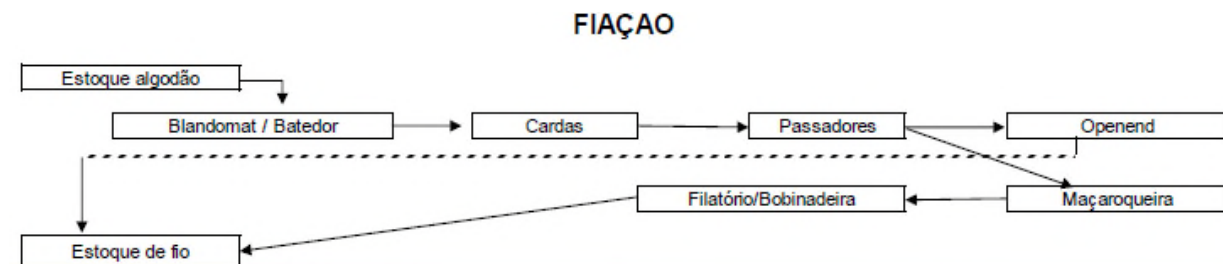 FIAÇAO
Estoque algodão
Blandomat / Batedor
Cardas
Passadores
Openend
Filatório/Bobinadeira
Maçaroqueira
Estoque de fio